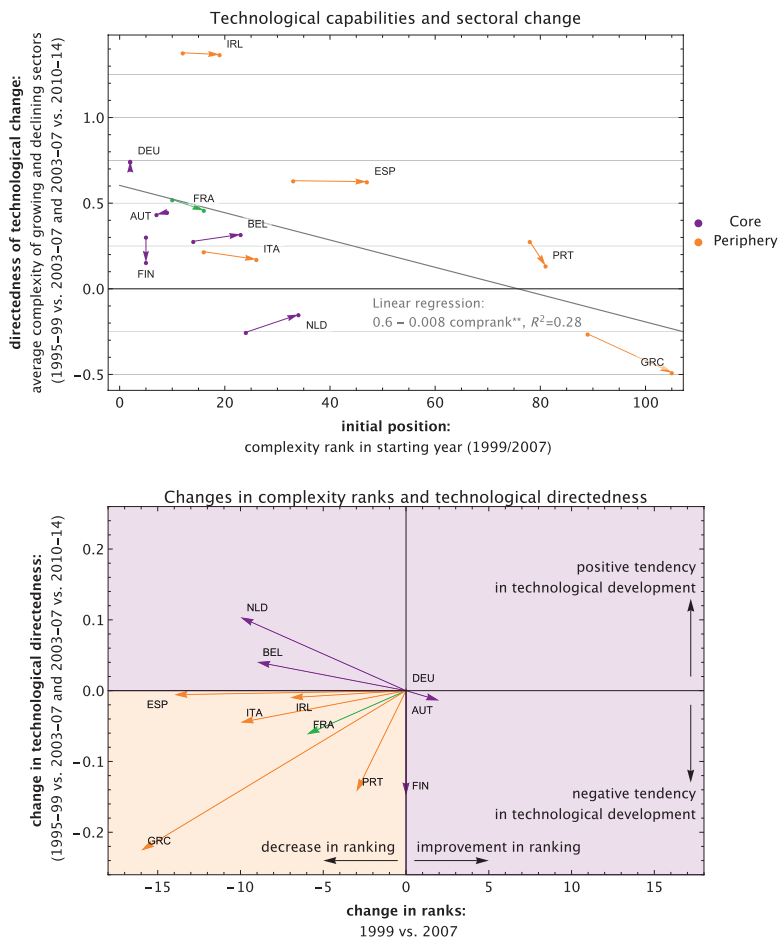 Technological capabilities and sectoral change
directedness of technological change:
average complexity of growing and declining sectors
(1995–99 vs. 2003–07 and 2003–07 vs. 2010–14)
1.0
0.5
0.0
−0.5
IRL
DEU
ESP
FRA
AUT
BEL
ITA
PRT
FIN
NLD
GRC
Linear regression:
0.6 – 0.008 comprank**, R²=0.28
Core
Periphery
0 20 40 60 80 100
initial position:
complexity rank in starting year (1999/2007)
Changes in complexity ranks and technological directedness
change in technological directedness:
(1995–99 vs. 2003–07 and 2003–07 vs. 2010–14)
0.2
0.1
0.0
−0.1
−0.2
positive tendency
in technological development
NLD
BEL
DEU
ESP
ITA
IRL
AUT
FRA
PRT
FIN
negative tendency
in technological development
GRC
decrease in ranking
improvement in ranking
−15 −10 −5 0 5 10 15
change in ranks:
1999 vs. 2007